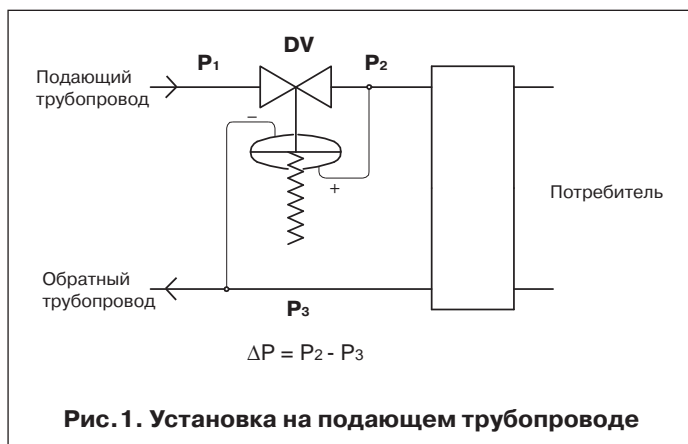 DV
P₁
P₂
Подающий
трубопровод
–
+
Потребитель
Обратный
трубопровод
P₃
ΔP = P₂ - P₃
Рис.1. Установка на подающем трубопроводе